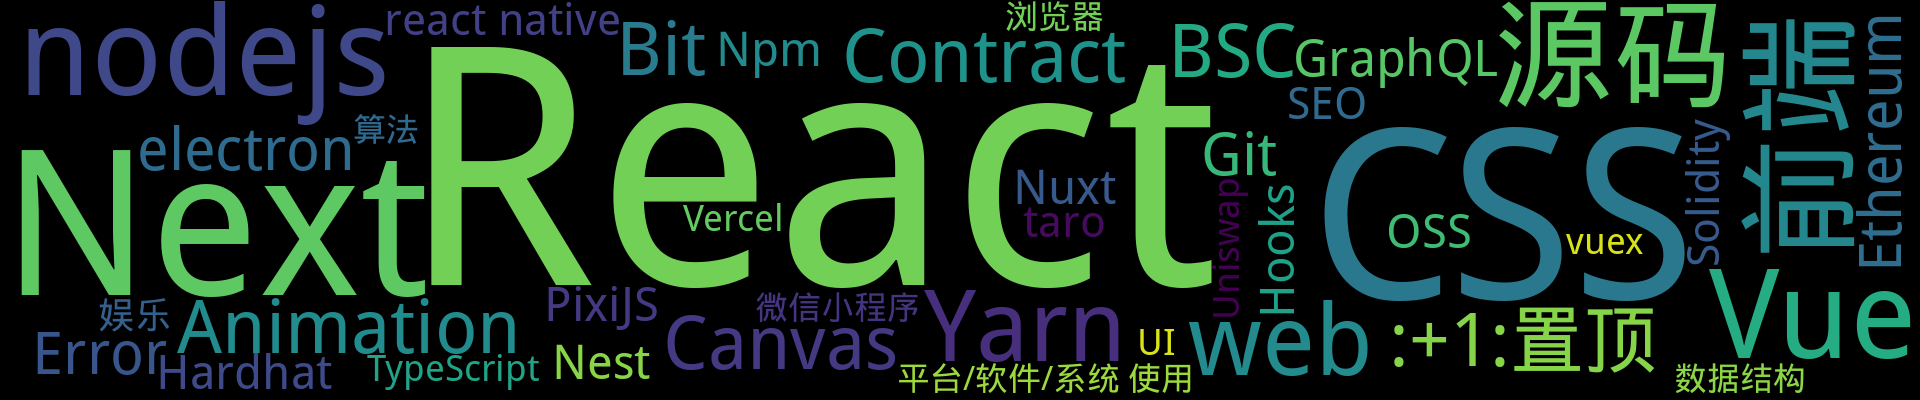 nodejs
react native
React
Bit
Npm
Contract
浏览器
BSC
GraphQL
源码
前端
Ethereum
SEO
electron
算法
Next
Git
CSS
Solidity
Nuxt
taro
Vercel
Uniswap
Hooks
OSS
vuex
Vue
娱乐
Animation
PixiJS
微信小程序
Canvas
Yarn
UI
web
:+1:置顶
Error
Hardhat
TypeScript
Nest
平台/软件/系统 使用
数据结构